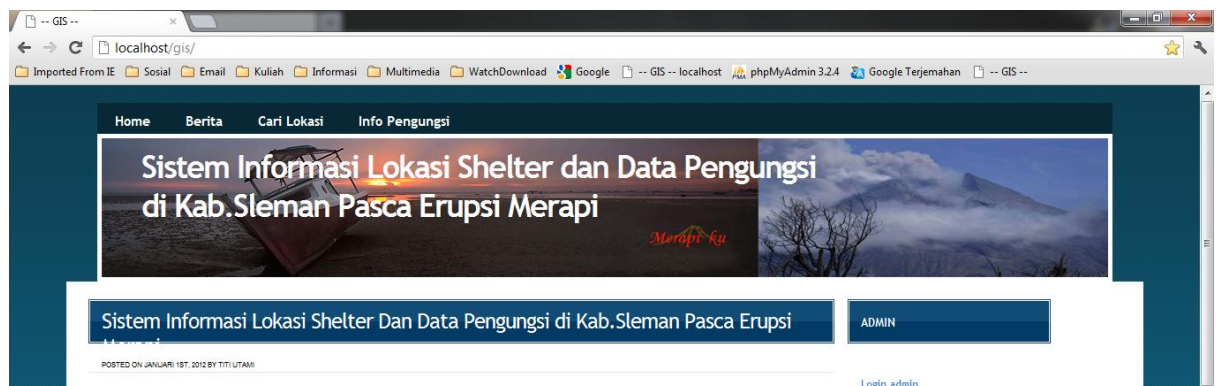 -- GIS --
localhost/gis/
Imported From IE Sosial Email Kuliah Informasi Multimedia WatchDownload Google -- GIS -- localhost phpMyAdmin 3.2.4 Google Terjemahan -- GIS --
Home Berita Cari Lokasi Info Pengungsi
Sistem Informasi Lokasi Shelter dan Data Pengungsi
di Kab.Sleman Pasca Erupsi Merapi
Merapi ku
Sistem Informasi Lokasi Shelter Dan Data Pengungsi di Kab.Sleman Pasca Erupsi
ADMIN
POSTED ON JANUARI 1ST, 2012 BY TITI UTAMI
Login admin